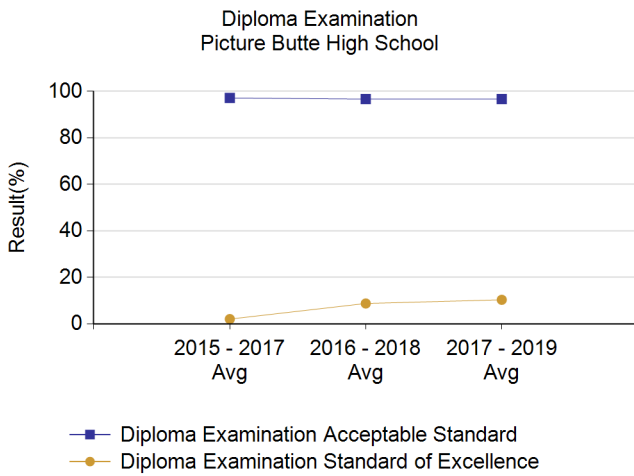 Diploma Examination
Picture Butte High School
Result(%)
100
80
60
40
20
0
2015 - 2017 2016 - 2018 2017 - 2019
Avg Avg Avg
Diploma Examination Acceptable Standard
Diploma Examination Standard of Excellence